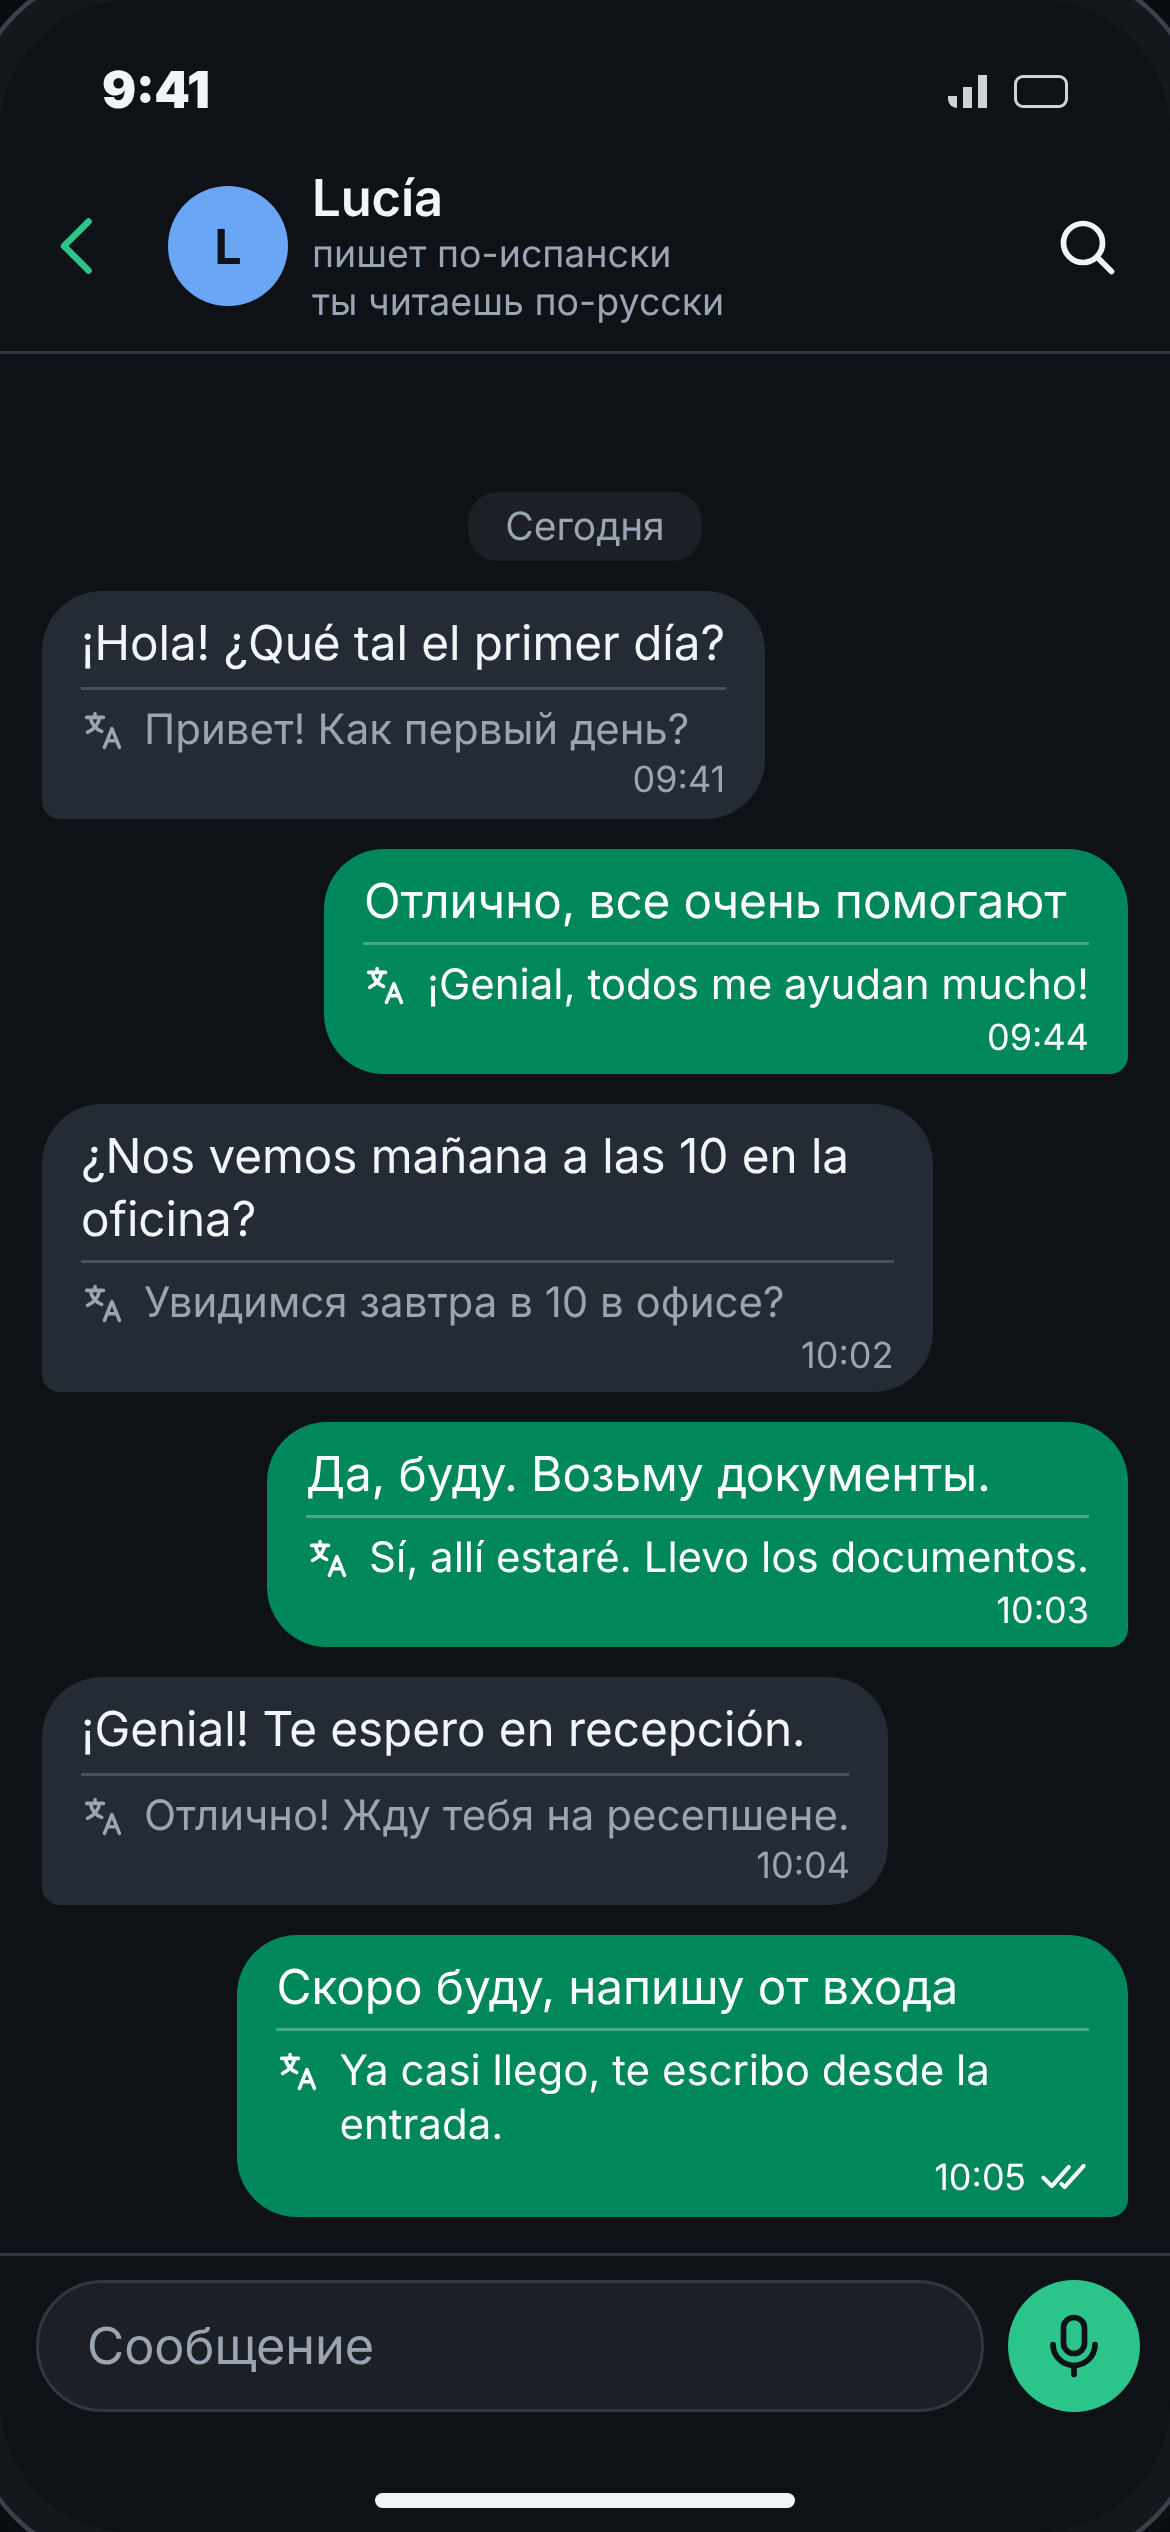 9:41
L
Lucía
пишет по-испански
ты читаешь по-русски
Сегодня
¡Hola! ¿Qué tal el primer día?
Привет! Как первый день?
09:41
Отлично, все очень помогают
¡Genial, todos me ayudan mucho!
09:44
¿Nos vemos mañana a las 10 en la
oficina?
Увидимся завтра в 10 в офисе?
10:02
Да, буду. Возьму документы.
Sí, allí estaré. Llevo los documentos.
10:03
¡Genial! Te espero en recepción.
Отлично! Жду тебя на ресепшене.
10:04
Скоро буду, напишу от входа
Ya casi llego, te escribo desde la
entrada.
10:05
Сообщение